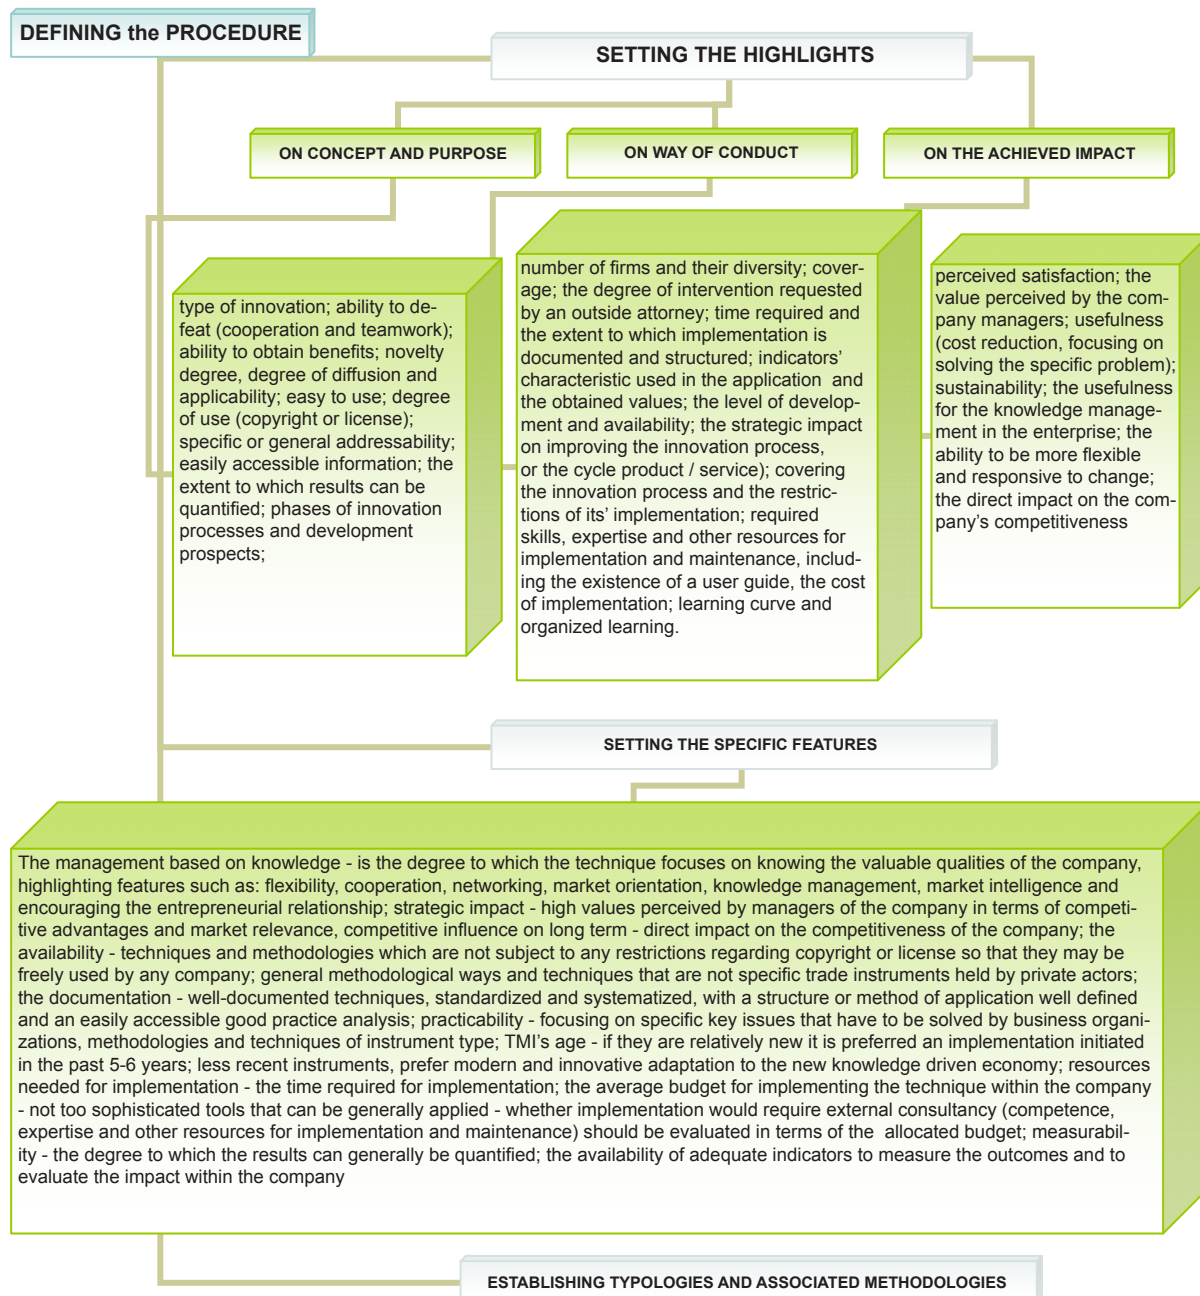 DEFINING the PROCEDURE
SETTING THE HIGHLIGHTS
ON CONCEPT AND PURPOSE
ON WAY OF CONDUCT
ON THE ACHIEVED IMPACT
type of innovation; ability to de-
feat (cooperation and teamwork);
ability to obtain benefits; novelty
degree, degree of diffusion and
applicability; easy to use; degree
of use (copyright or license);
specific or general addressability;
easily accessible information; the
extent to which results can be
quantified; phases of innovation
processes and development
prospects;
number of firms and their diversity; cover-
age; the degree of intervention requested
by an outside attorney; time required and
the extent to which implementation is
documented and structured; indicators'
characteristic used in the application and
the obtained values; the level of develop-
ment and availability; the strategic impact
on improving the innovation process,
or the cycle product / service); covering
the innovation process and the restric-
tions of its' implementation; required
skills, expertise and other resources for
implementation and maintenance, includ-
ing the existence of a user guide, the cost
of implementation; learning curve and
organized learning.
perceived satisfaction; the
value perceived by the com-
pany managers; usefulness
(cost reduction, focusing on
solving the specific problem);
sustainability; the usefulness
for the knowledge manage-
ment in the enterprise; the
ability to be more flexible
and responsive to change;
the direct impact on the com-
pany's competitiveness
SETTING THE SPECIFIC FEATURES
The management based on knowledge - is the degree to which the technique focuses on knowing the valuable qualities of the company,
highlighting features such as: flexibility, cooperation, networking, market orientation, knowledge management, market intelligence and
encouraging the entrepreneurial relationship; strategic impact - high values perceived by managers of the company in terms of competi-
tive advantages and market relevance, competitive influence on long term - direct impact on the competitiveness of the company; the
availability - techniques and methodologies which are not subject to any restrictions regarding copyright or license so that they may be
freely used by any company; general methodological ways and techniques that are not specific trade instruments held by private actors;
the documentation - well-documented techniques, standardized and systematized, with a structure or method of application well defined
and an easily accessible good practice analysis; practicability - focusing on specific key issues that have to be solved by business organi-
zations, methodologies and techniques of instrument type; TMI's age - if they are relatively new it is preferred an implementation initiated
in the past 5-6 years; less recent instruments, prefer modern and innovative adaptation to the new knowledge driven economy; resources
needed for implementation - the time required for implementation; the average budget for implementing the technique within the company
- not too sophisticated tools that can be generally applied - whether implementation would require external consultancy (competence,
expertise and other resources for implementation and maintenance) should be evaluated in terms of the allocated budget; measurabil-
ity - the degree to which the results can generally be quantified; the availability of adequate indicators to measure the outcomes and to
evaluate the impact within the company
ESTABLISHING TYPOLOGIES AND ASSOCIATED METHODOLOGIES